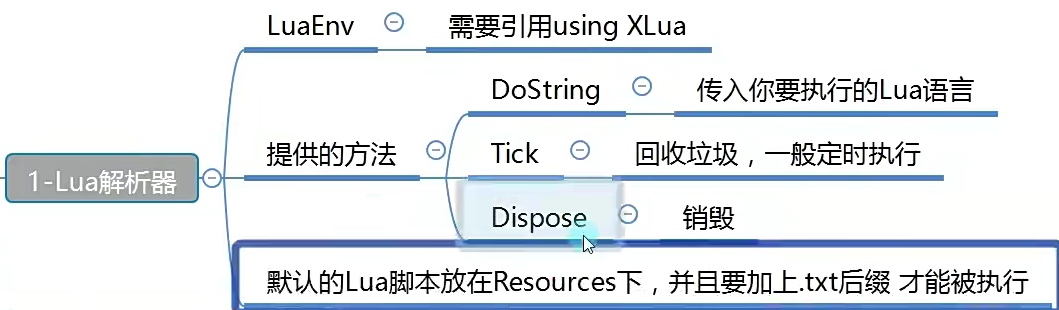 1-Lua解析器
LuaEnv
需要引用using XLua
提供的方法
DoString
传入你要执行的Lua语言
Tick
回收垃圾，一般定时执行
Dispose
销毁
默认的Lua脚本放在Resources下，并且要加上.txt后缀 才能被执行